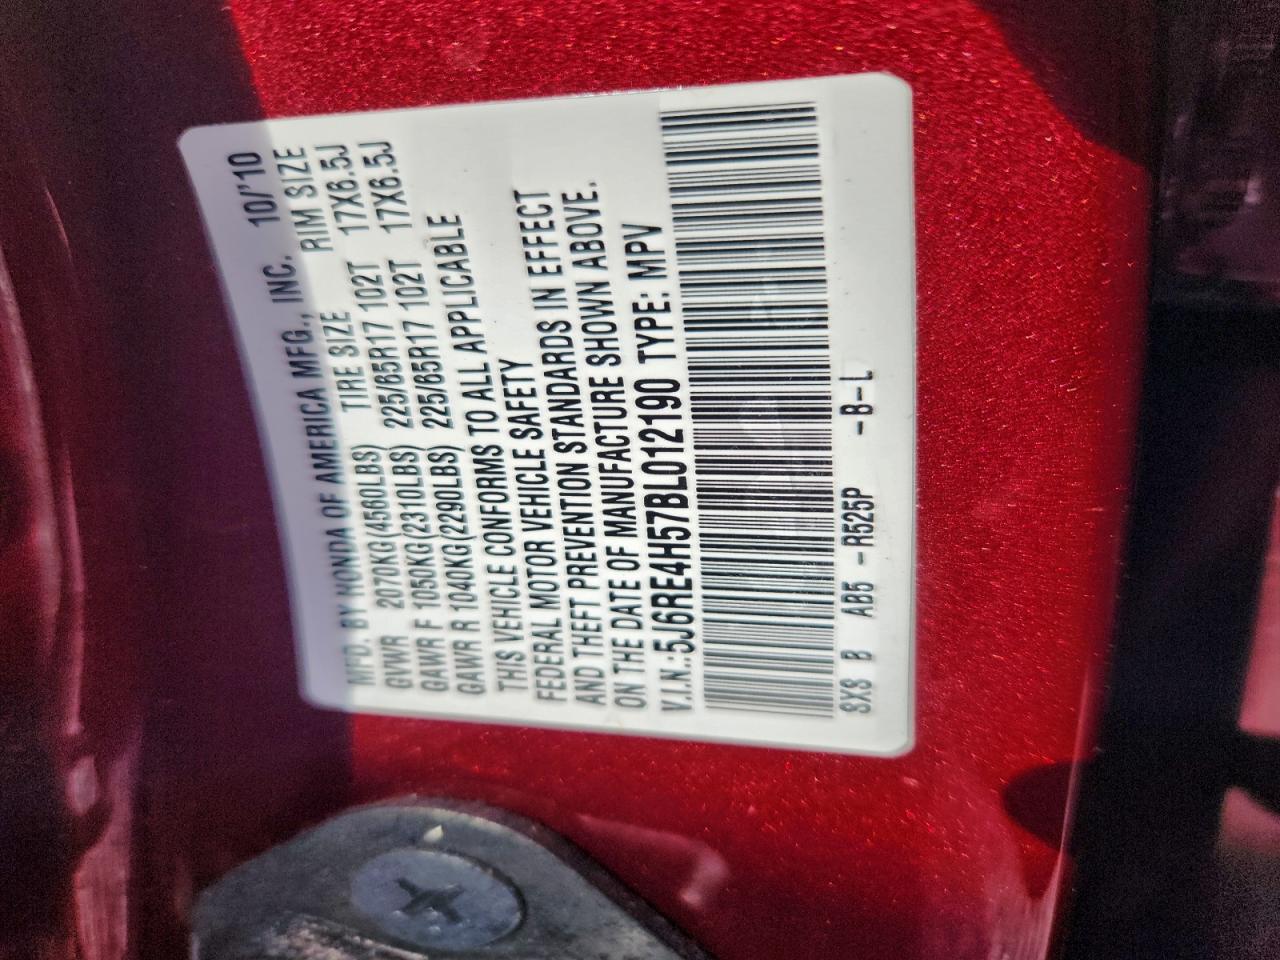 MFD. BY HONDA OF AMERICA MFG., INC. 10/'10
GVWR 2070KG(4560LBS) TIRE SIZE RIM SIZE
GAWR F 1050KG(2310LBS) 225/65R17 102T 17X6.5J
GAWR R 1040KG(2290LBS) 225/65R17 102T 17X6.5J
THIS VEHICLE CONFORMS TO ALL APPLICABLE
FEDERAL MOTOR VEHICLE SAFETY
AND THEFT PREVENTION STANDARDS IN EFFECT
ON THE DATE OF MANUFACTURE SHOWN ABOVE.
V.I.N.:5J6RE4H57BL012190 TYPE: MPV
SXS B AB5 -R525P -B-L